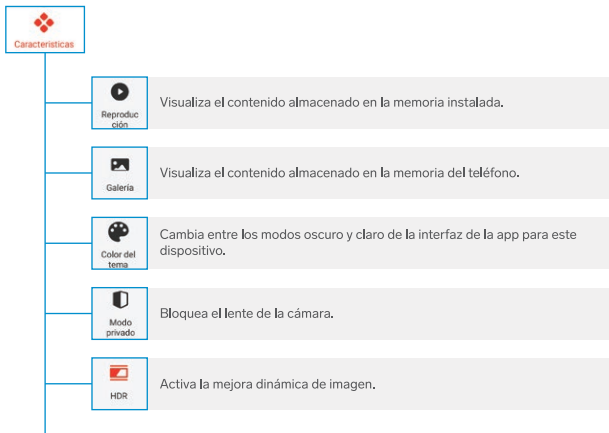 Características
Reproduc
ción
Visualiza el contenido almacenado en la memoria instalada.
Galería
Visualiza el contenido almacenado en la memoria del teléfono.
Color del
tema
Cambia entre los modos oscuro y claro de la interfaz de la app para este
dispositivo.
Modo
privado
Bloquea el lente de la cámara.
HDR
Activa la mejora dinámica de imagen.